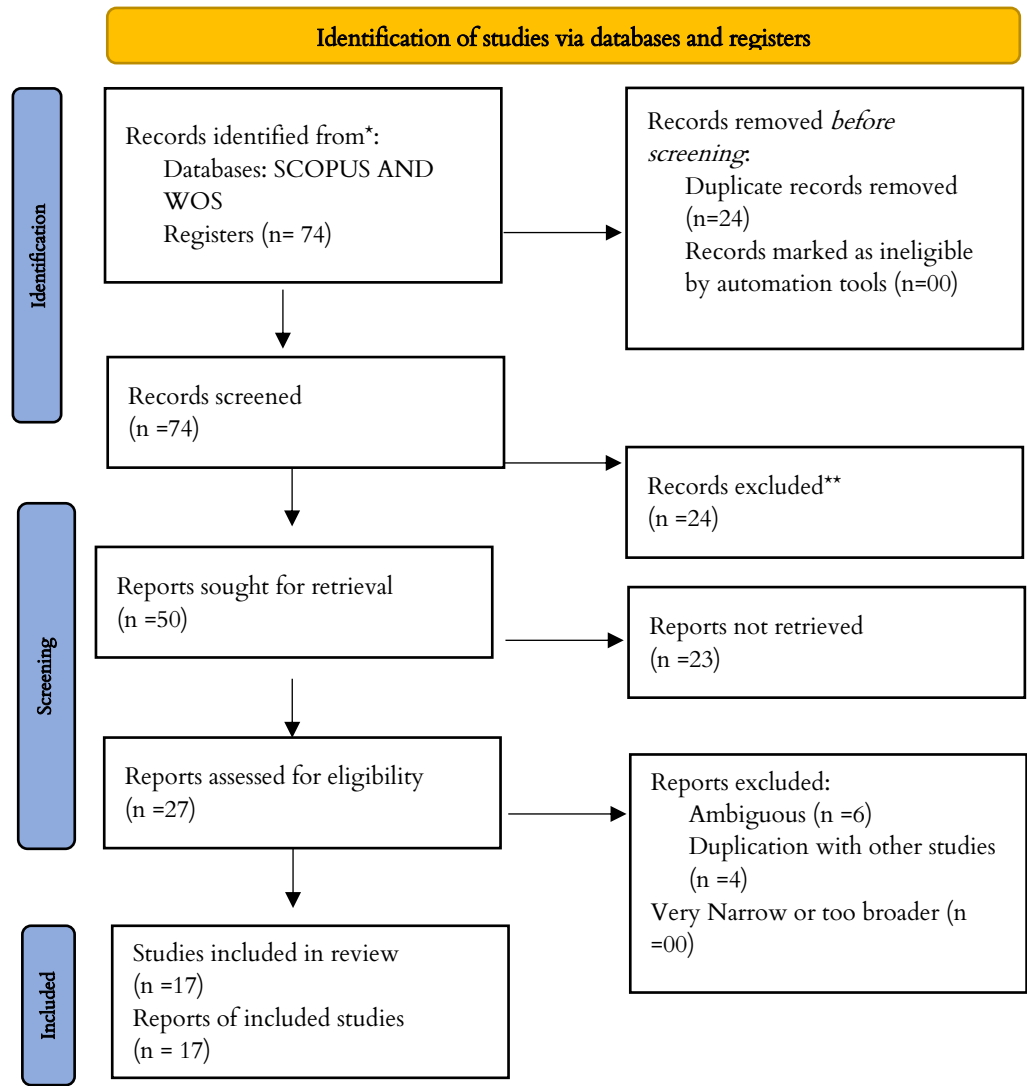 Identification of studies via databases and registers
Identification
Records identified from*:
Databases: SCOPUS AND
WOS
Registers (n= 74)
Records removed before
screening:
Duplicate records removed
(n=24)
Records marked as ineligible
by automation tools (n=00)
Records screened
(n =74)
Records excluded**
(n =24)
Screening
Reports sought for retrieval
(n =50)
Reports not retrieved
(n =23)
Reports assessed for eligibility
(n =27)
Reports excluded:
Ambiguous (n =6)
Duplication with other studies
(n =4)
Very Narrow or too broader (n
=00)
Included
Studies included in review
(n =17)
Reports of included studies
(n = 17)